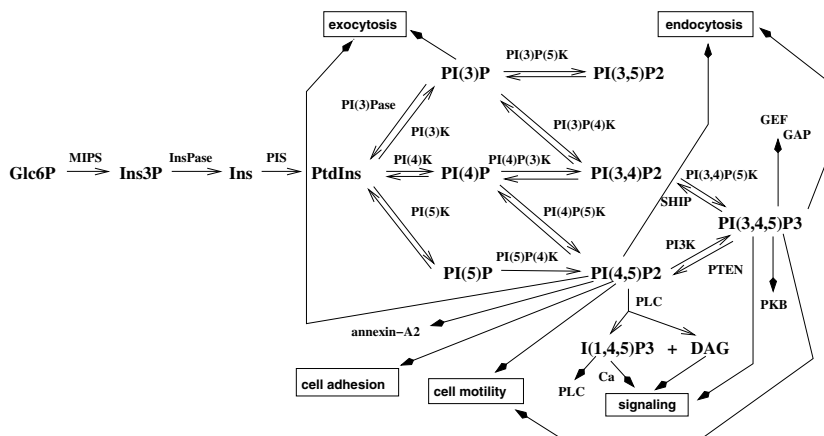 exocytosis
endocytosis
PI(3)P(5)K
PI(3)P
PI(3,5)P2
PI(3)Pase
GEF
GAP
PI(3)K
PI(3)P(4)K
MIPS
InsPase
PIS
PI(4)K
PI(4)P(3)K
Glc6P
Ins3P
Ins
PtdIns
PI(4)P
PI(3,4)P2
PI(3,4)P(5)K
SHIP
PI(5)K
PI(4)P(5)K
PI(3,4,5)P3
PI3K
PI(5)P(4)K
PI(5)P
PI(4,5)P2
PTEN
PLC
PKB
annexin−A2
I(1,4,5)P3 + DAG
cell adhesion
cell motility
PLC
Ca
signaling